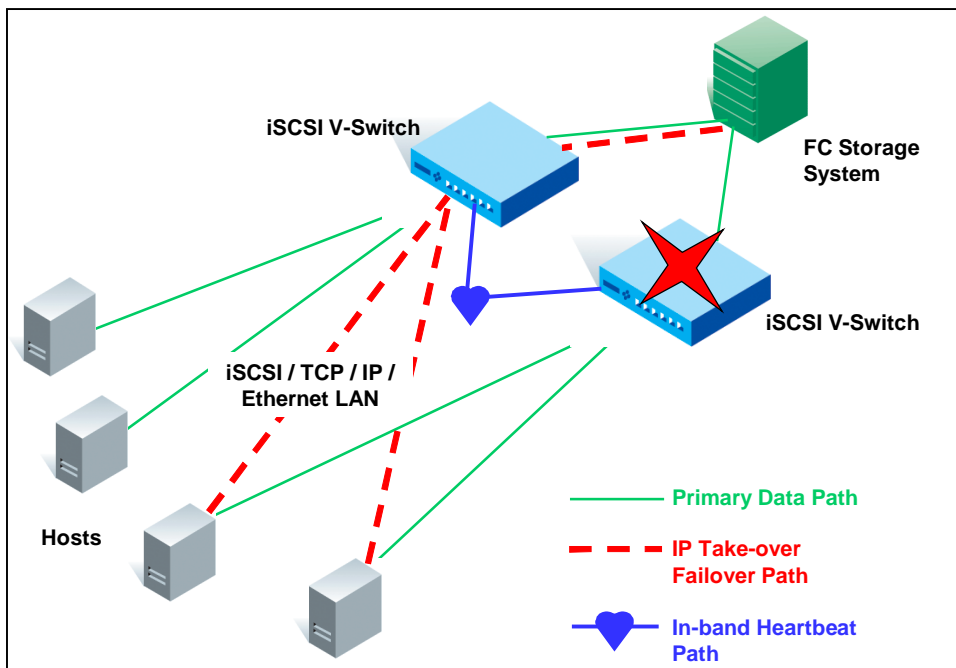 iSCSI V-Switch
FC Storage
System
iSCSI V-Switch
iSCSI / TCP / IP /
Ethernet LAN
Hosts
Primary Data Path
IP Take-over
Failover Path
In-band Heartbeat
Path